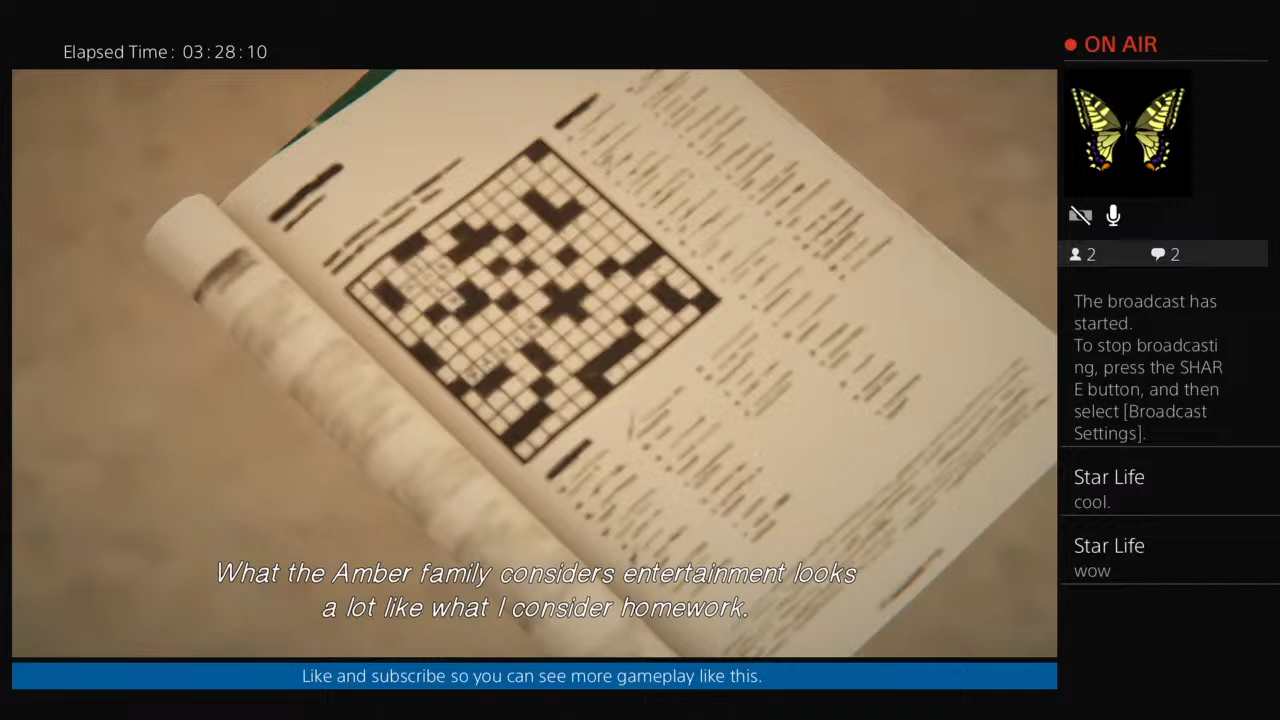 Elapsed Time: 03:28:10
ON AIR
2
2
The broadcast has
started.
To stop broadcasti
ng, press the SHAR
E button, and then
select [Broadcast
Settings].
Star Life
cool.
Star Life
wow
What the Amber family considers entertainment looks
a lot like what I consider homework.
Like and subscribe so you can see more gameplay like this.